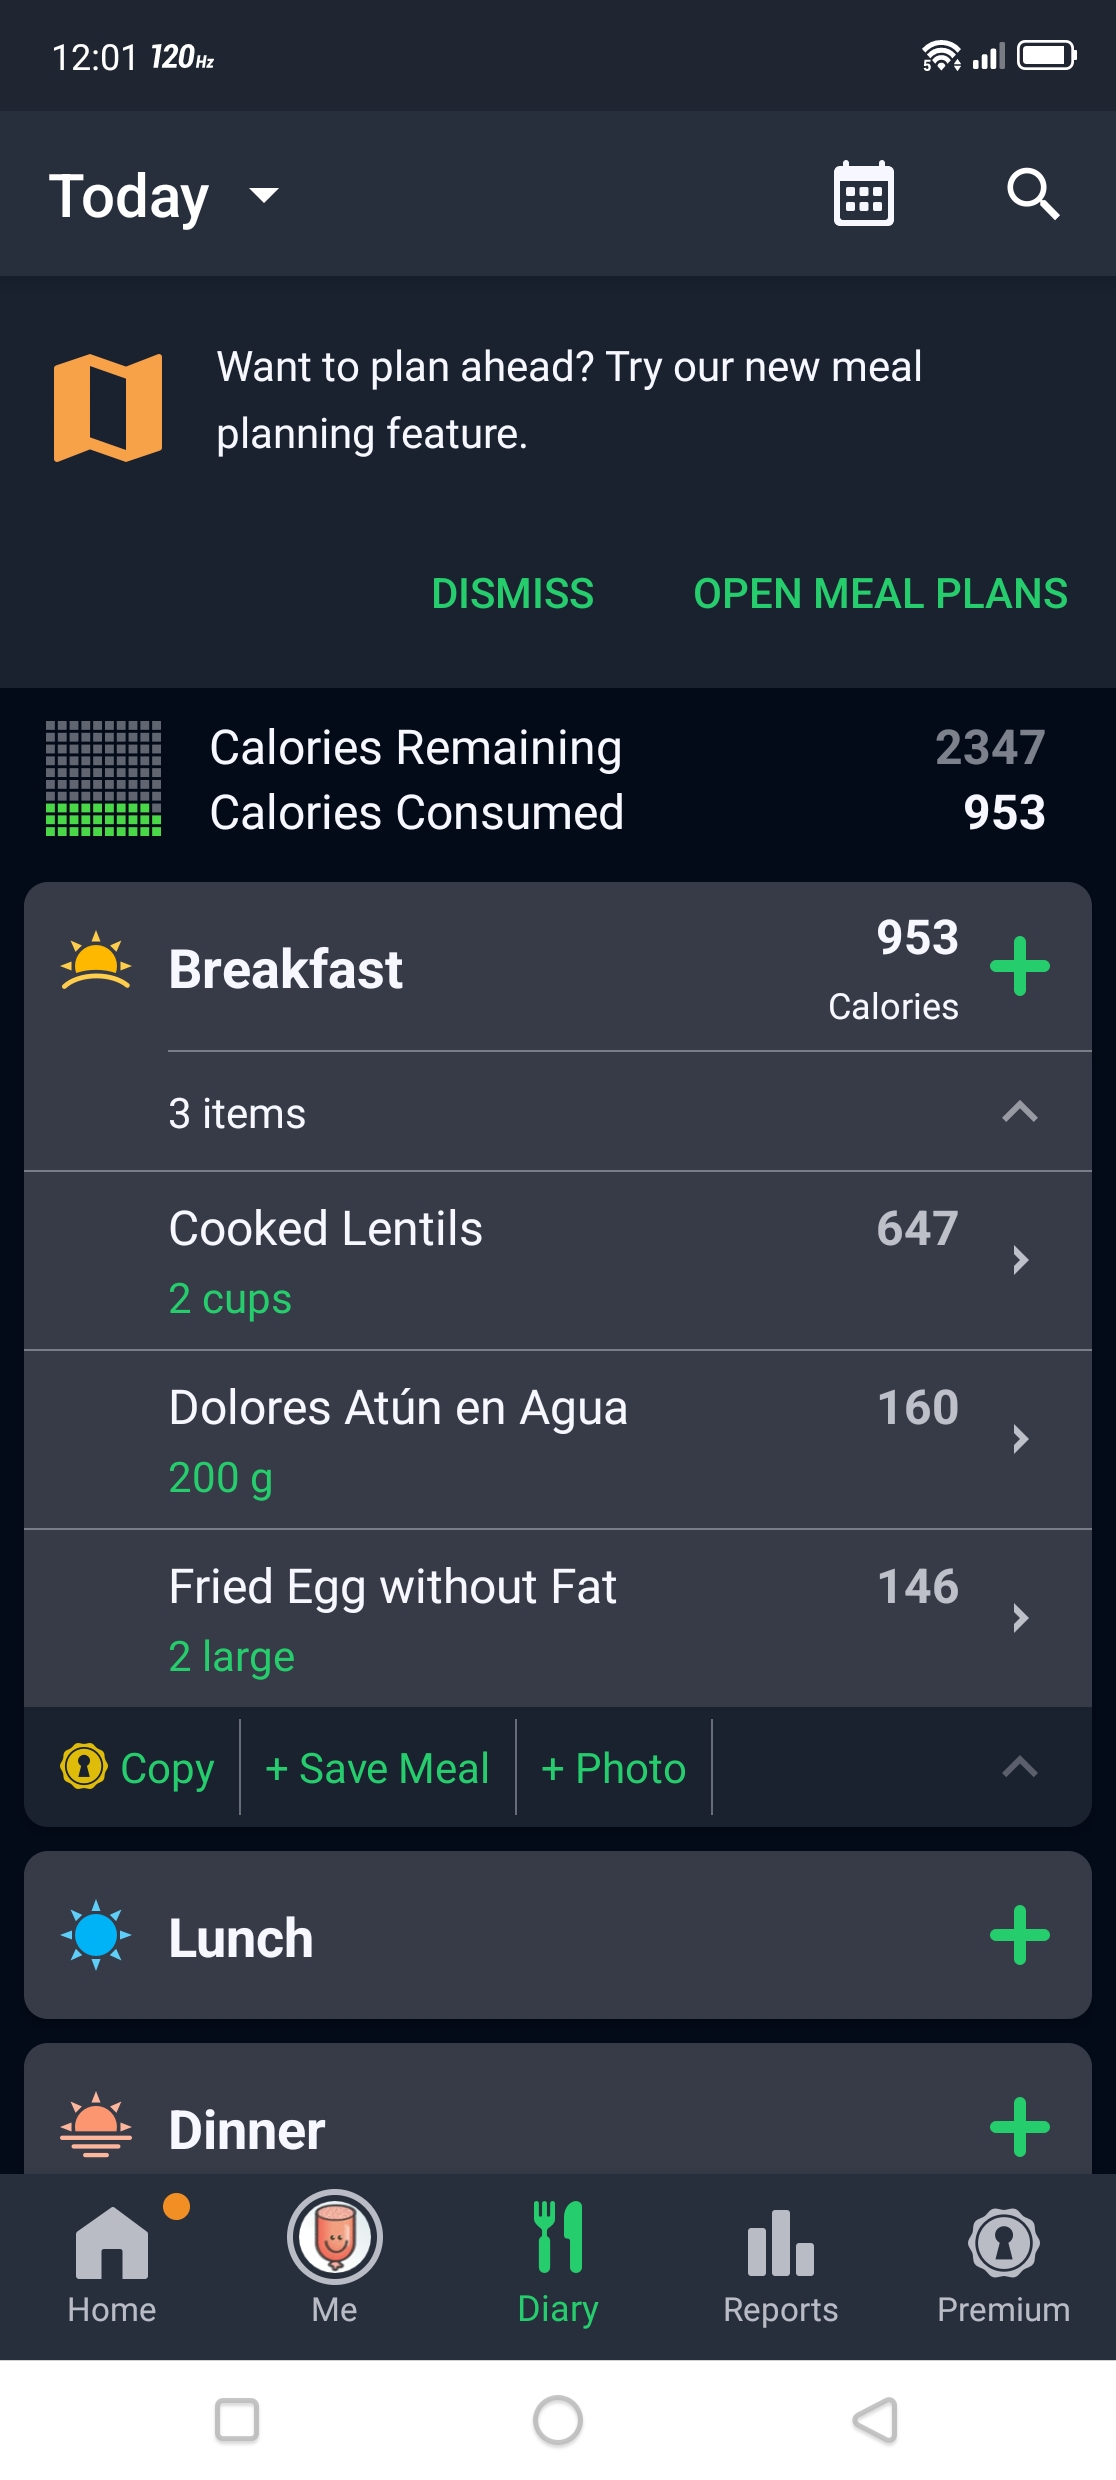 12:01 120Hz 5
Today
Want to plan ahead? Try our new meal
planning feature.
DISMISS OPEN MEAL PLANS
Calories Remaining 2347
Calories Consumed 953
Breakfast 953
Calories
3 items
Cooked Lentils 647
2 cups
Dolores Atún en Agua 160
200 g
Fried Egg without Fat 146
2 large
Copy + Save Meal + Photo
Lunch
Dinner
Home Me Diary Reports Premium